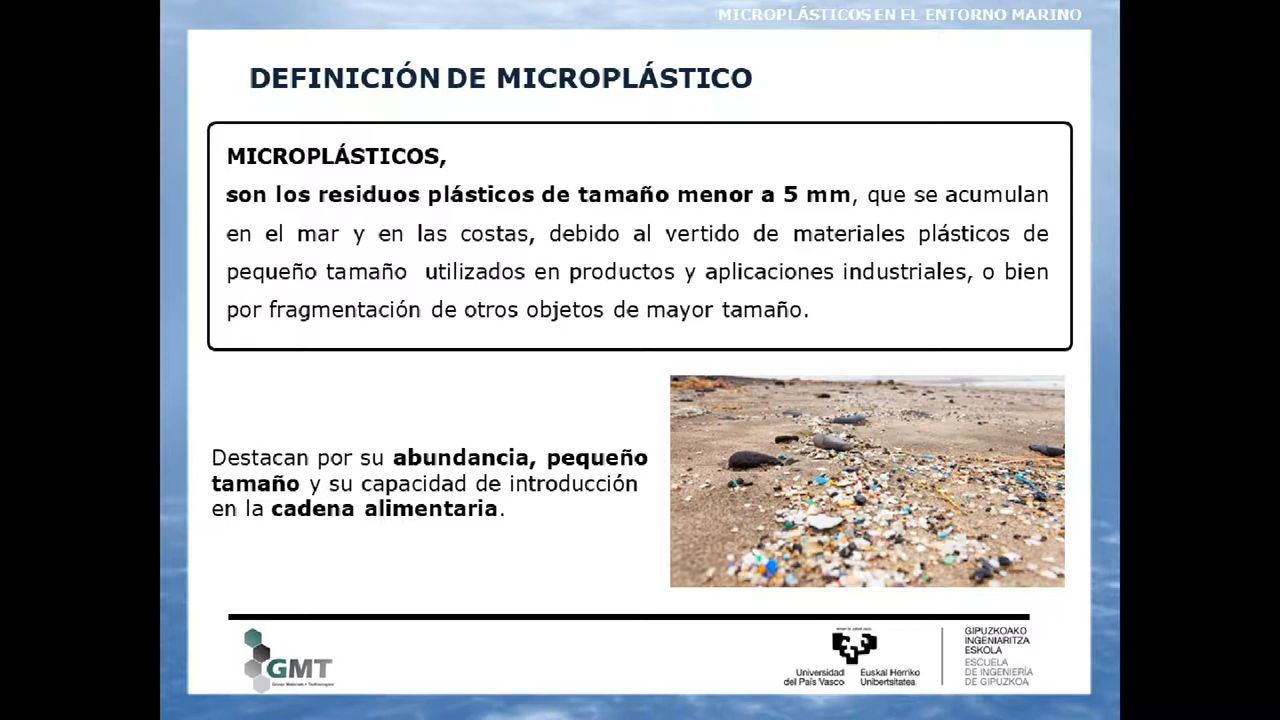 MICROPLÁSTICOS EN EL ENTORNO MARINO
DEFINICIÓN DE MICROPLÁSTICO
MICROPLÁSTICOS,
son los residuos plásticos de tamaño menor a 5 mm, que se acumulan
en el mar y en las costas, debido al vertido de materiales plásticos de
pequeño tamaño utilizados en productos y aplicaciones industriales, o bien
por fragmentación de otros objetos de mayor tamaño.
Destacan por su abundancia, pequeño
tamaño y su capacidad de introducción
en la cadena alimentaria.
GMT
Universidad
del País Vasco
Euskal Herriko
Unibertsitatea
GIPUZKOAKO
INGENIARITZA
ESKOLA
ESCUELA
DE INGENIERÍA
DE GIPUZKOA